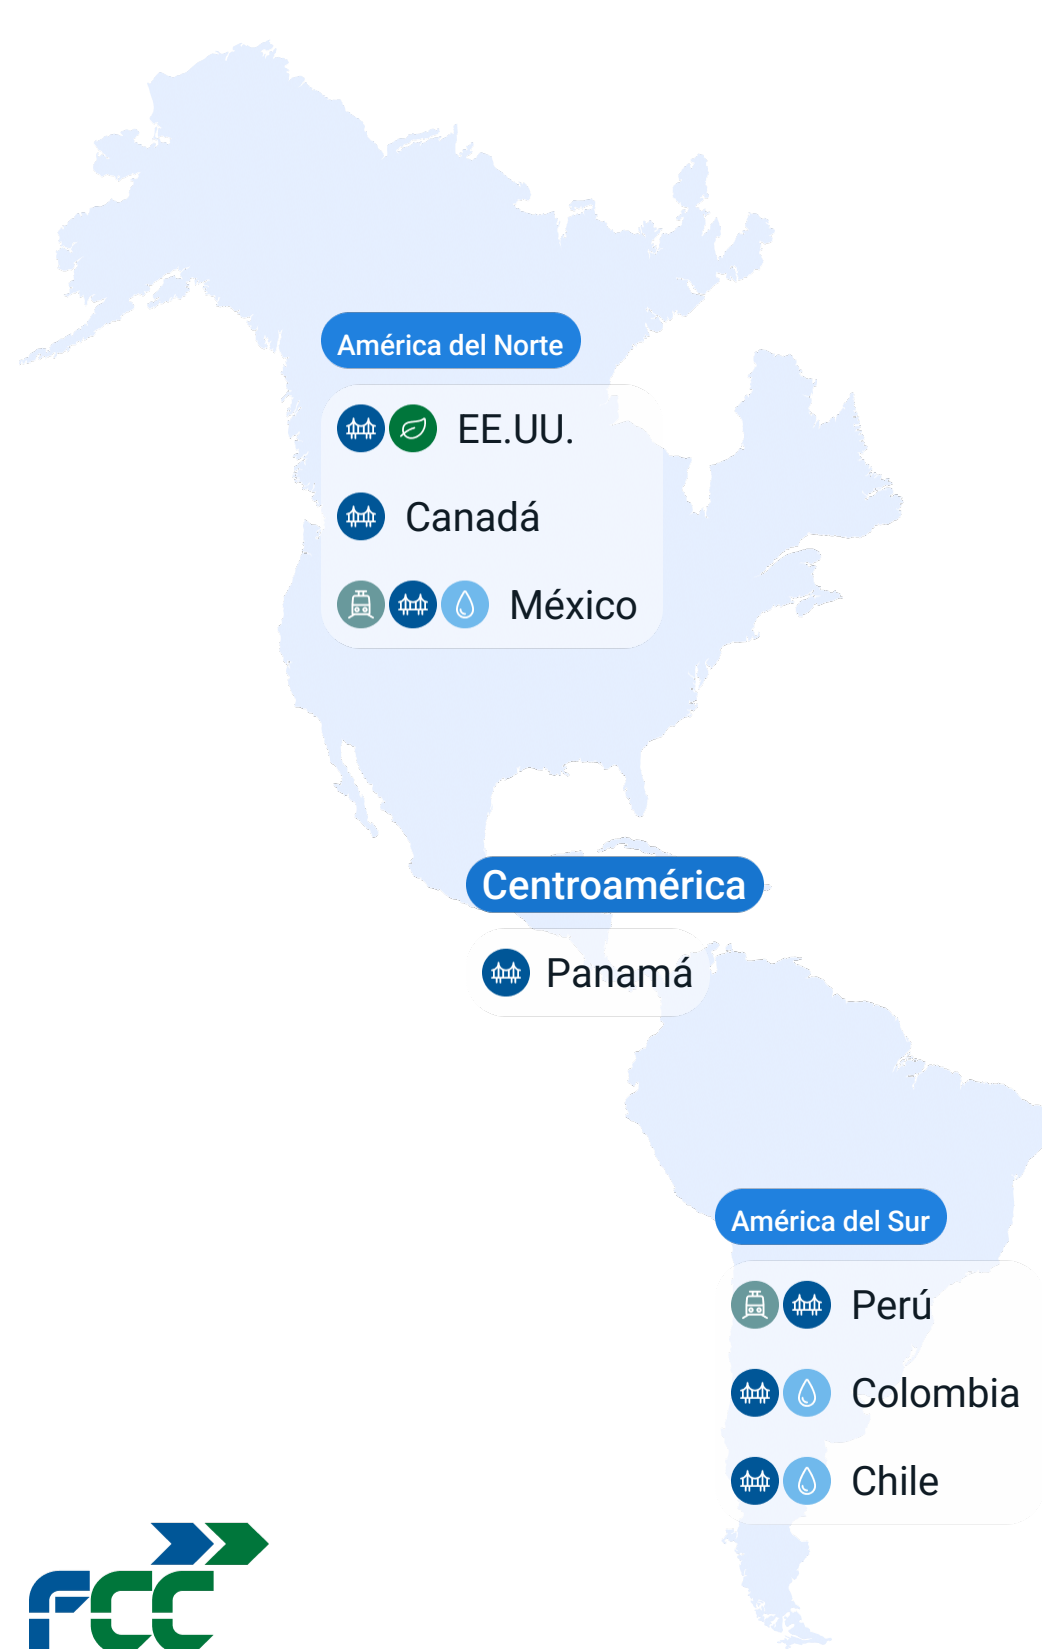 América del Norte
EE.UU.
Canadá
México
Centroamérica
Panamá
América del Sur
Perú
Colombia
Chile
FCC